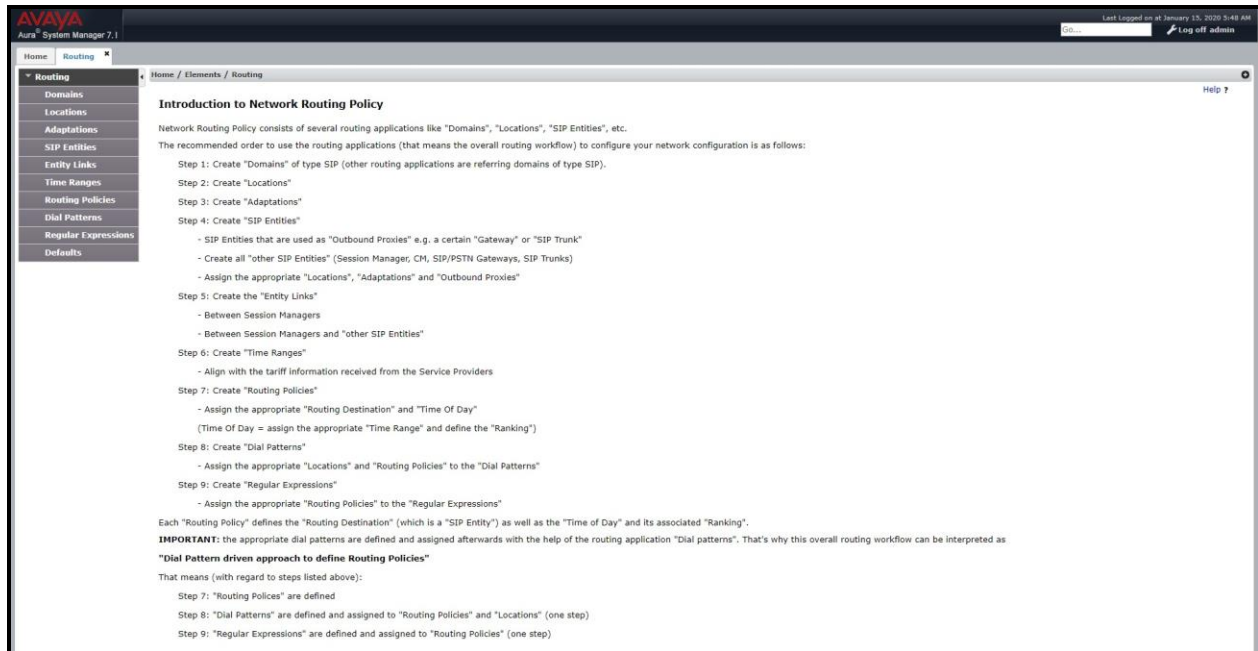 AVAYA
Last Logged on at January 15, 2020 5:48 AM
Aura® System Manager 7.1
Go...
Log off admin
Home
Routing
Routing
Domains
Locations
Adaptations
SIP Entities
Entity Links
Time Ranges
Routing Policies
Dial Patterns
Regular Expressions
Defaults
Home / Elements / Routing
Help ?
Introduction to Network Routing Policy
Network Routing Policy consists of several routing applications like "Domains", "Locations", "SIP Entities", etc.
The recommended order to use the routing applications (that means the overall routing workflow) to configure your network configuration is as follows:
Step 1: Create "Domains" of type SIP (other routing applications are referring domains of type SIP).
Step 2: Create "Locations"
Step 3: Create "Adaptations"
Step 4: Create "SIP Entities"
- SIP Entities that are used as "Outbound Proxies" e.g. a certain "Gateway" or "SIP Trunk"
- Create all "other SIP Entities" (Session Manager, CM, SIP/PSTN Gateways, SIP Trunks)
- Assign the appropriate "Locations", "Adaptations" and "Outbound Proxies"
Step 5: Create the "Entity Links"
- Between Session Managers
- Between Session Managers and "other SIP Entities"
Step 6: Create "Time Ranges"
- Align with the tariff information received from the Service Providers
Step 7: Create "Routing Policies"
- Assign the appropriate "Routing Destination" and "Time Of Day"
(Time Of Day = assign the appropriate "Time Range" and define the "Ranking")
Step 8: Create "Dial Patterns"
- Assign the appropriate "Locations" and "Routing Policies" to the "Dial Patterns"
Step 9: Create "Regular Expressions"
- Assign the appropriate "Routing Policies" to the "Regular Expressions"
Each "Routing Policy" defines the "Routing Destination" (which is a "SIP Entity") as well as the "Time of Day" and its associated "Ranking".
IMPORTANT: the appropriate dial patterns are defined and assigned afterwards with the help of the routing application "Dial patterns". That's why this overall routing workflow can be interpreted as
"Dial Pattern driven approach to define Routing Policies"
That means (with regard to steps listed above):
Step 7: "Routing Polices" are defined
Step 8: "Dial Patterns" are defined and assigned to "Routing Policies" and "Locations" (one step)
Step 9: "Regular Expressions" are defined and assigned to "Routing Policies" (one step)